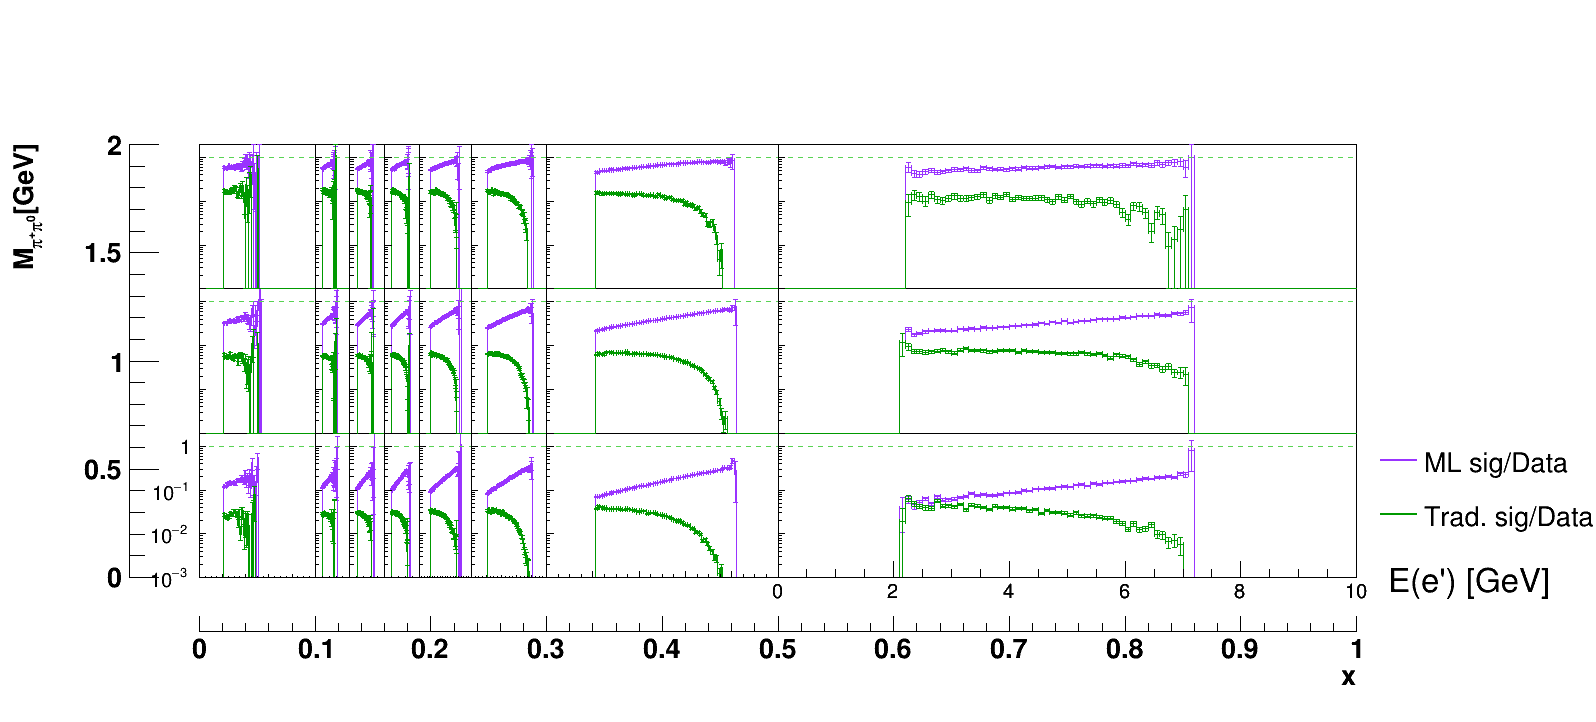 M π⁺π⁰ [GeV]
2
1.5
1
0.5
0
1
10⁻¹
10⁻²
10⁻³
ML sig/Data
Trad. sig/Data
0 2 4 6 8 10
E(e') [GeV]
0 0.1 0.2 0.3 0.4 0.5 0.6 0.7 0.8 0.9 1
x